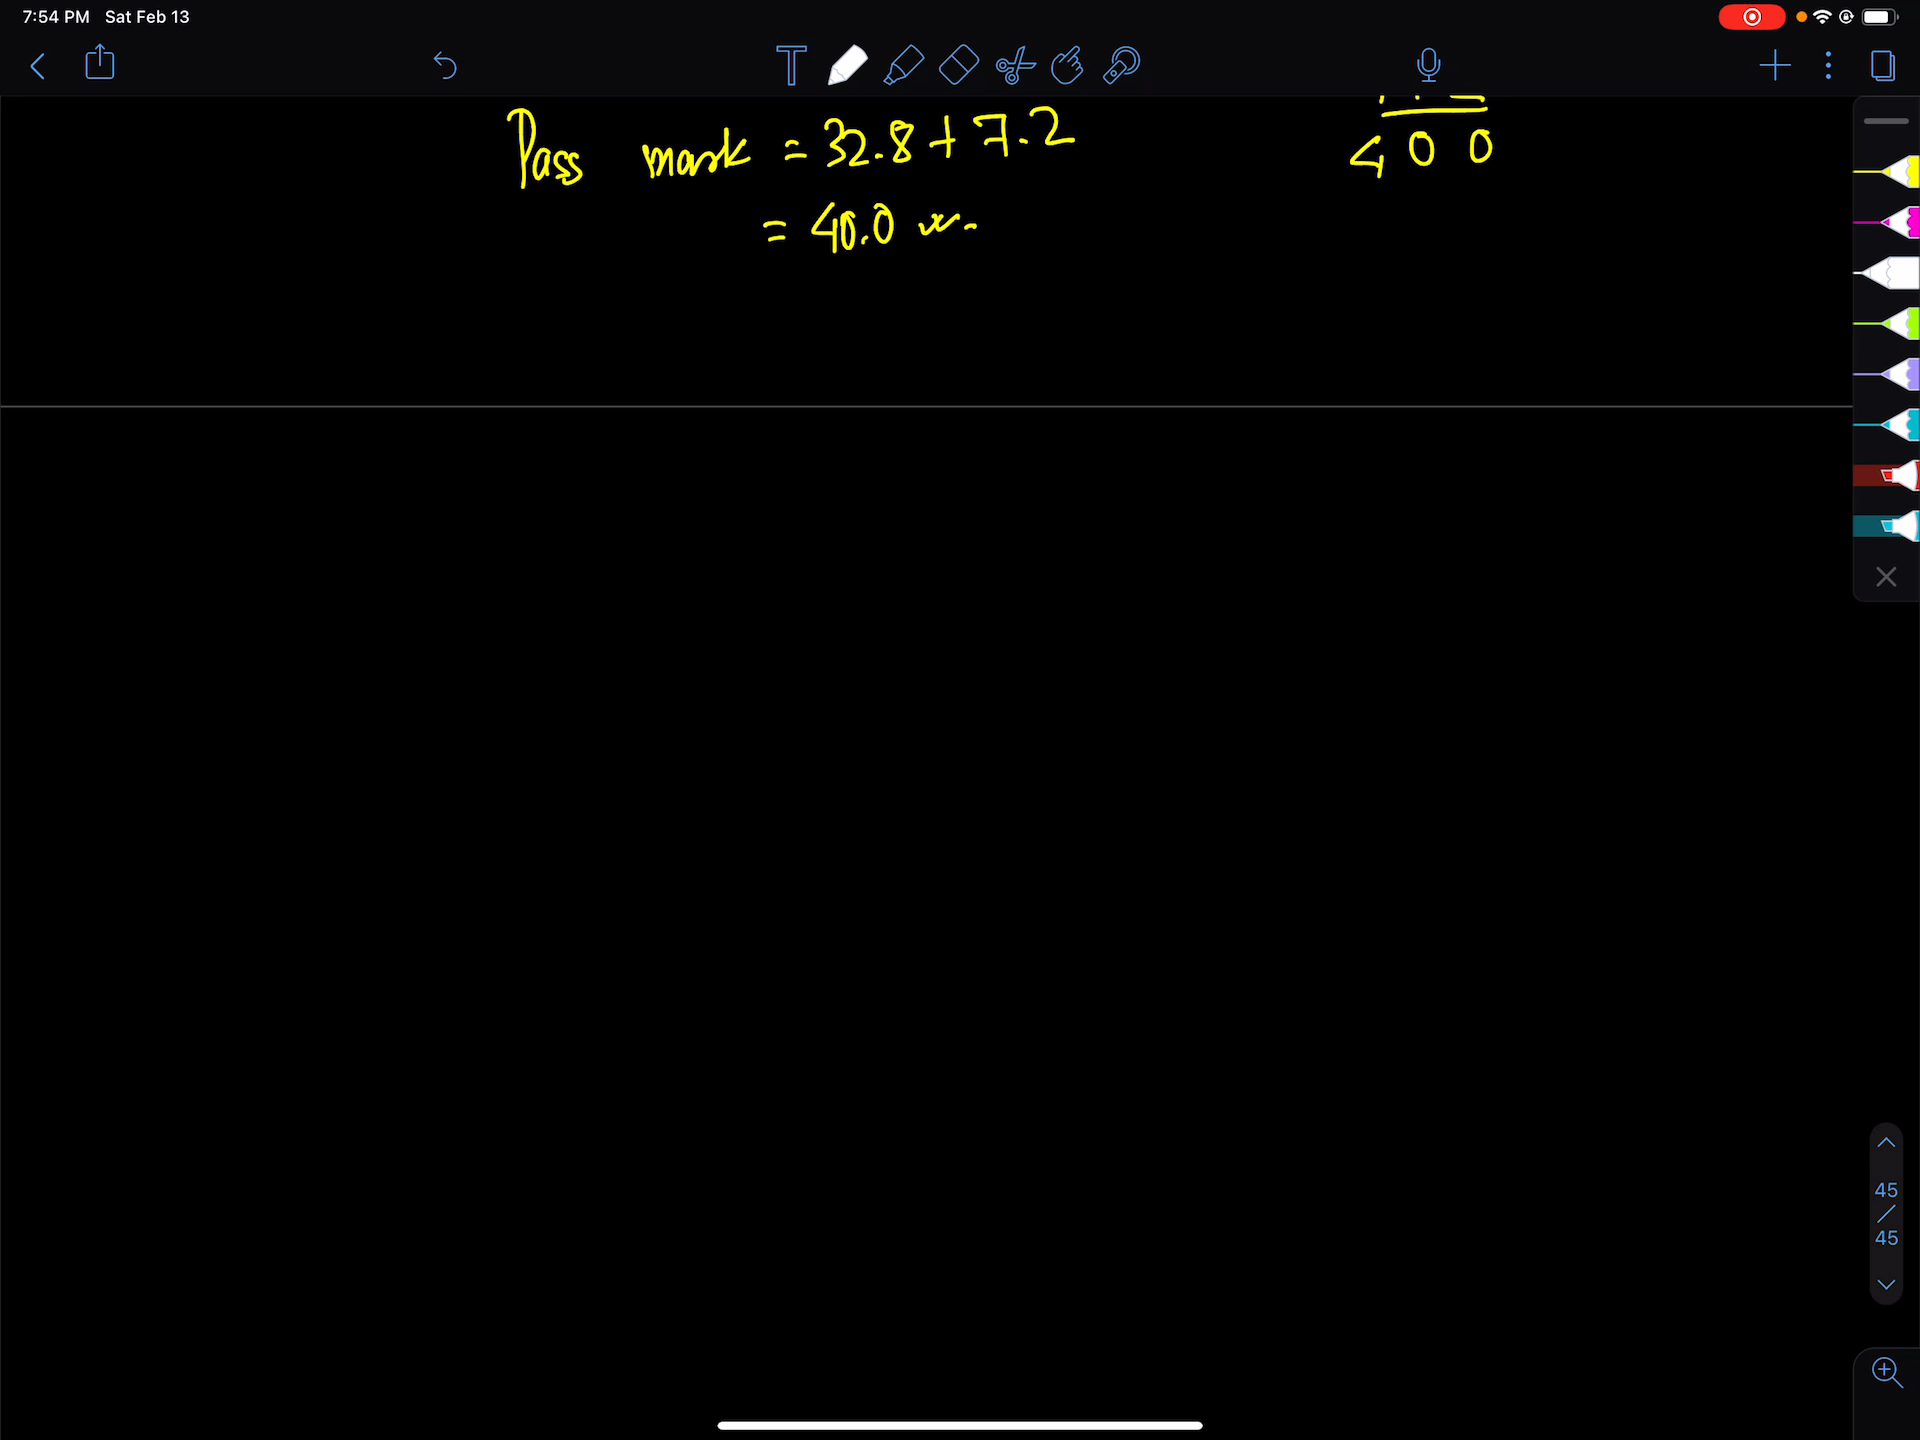 7:54 PM Sat Feb 13
T
Pass mark = 32.8 + 7.2
= 40.0
4 0 0
45
/
45